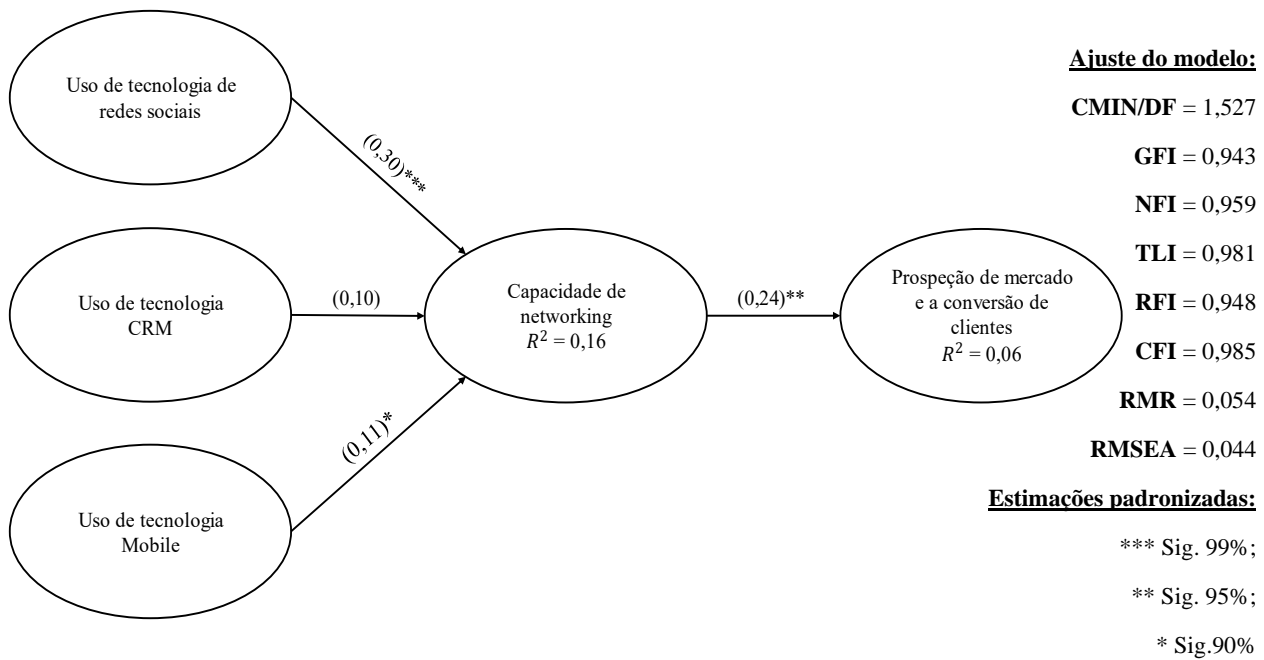 Uso de tecnologia de
redes sociais
(0,30)***
Uso de tecnologia
CRM
(0,10)
Uso de tecnologia
Mobile
(0,11)*
Capacidade de
networking
R² = 0,16
(0,24)**
Prospeção de mercado
e a conversão de
clientes
R² = 0,06
Ajuste do modelo:
CMIN/DF = 1,527
GFI = 0,943
NFI = 0,959
TLI = 0,981
RFI = 0,948
CFI = 0,985
RMR = 0,054
RMSEA = 0,044
Estimações padronizadas:
*** Sig. 99%;
** Sig. 95%;
* Sig.90%